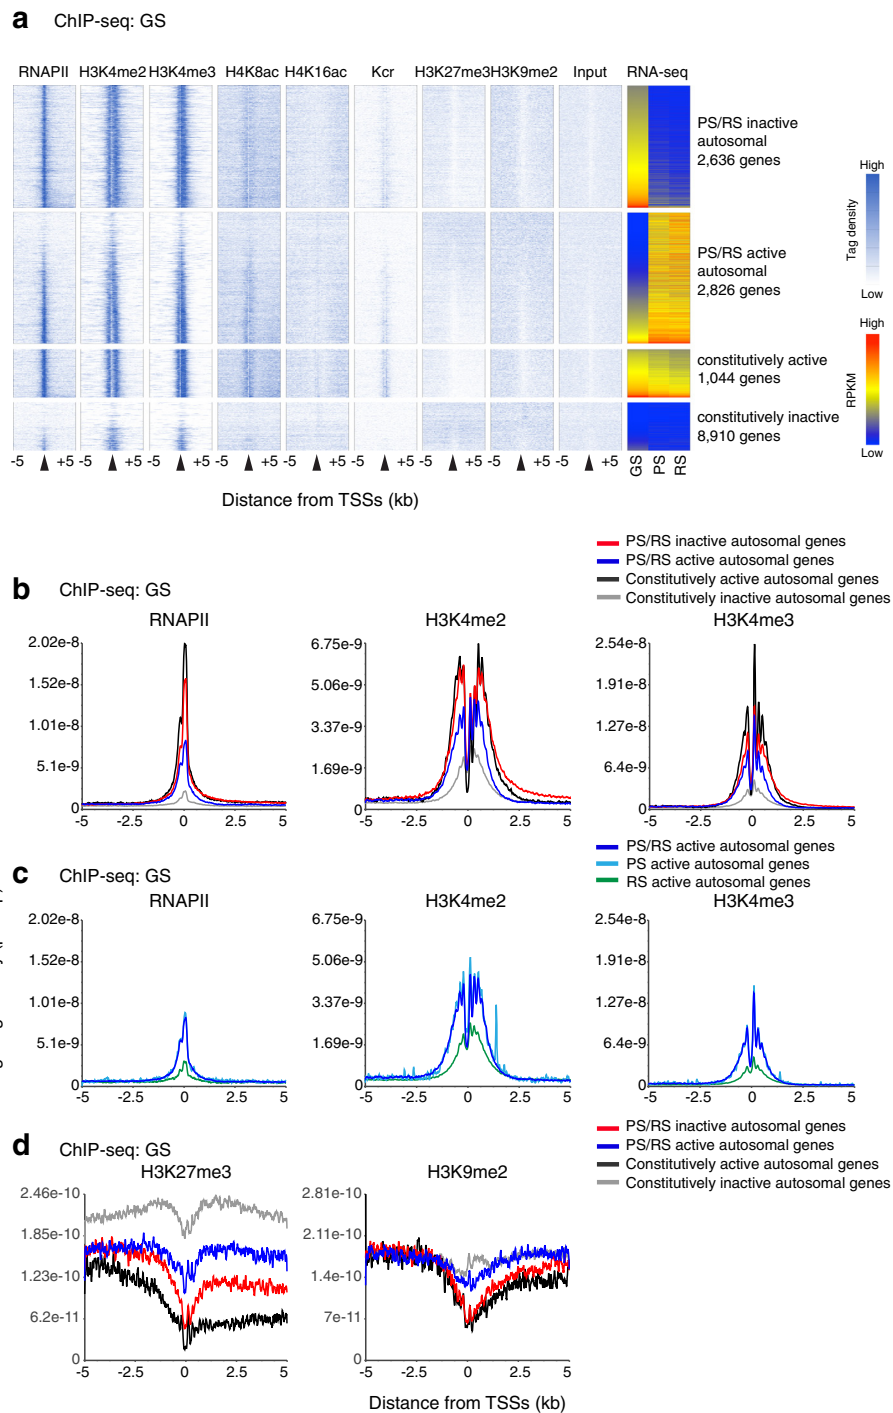 a ChIP-seq: GS
RNAPII H3K4me2 H3K4me3 H4K8ac H4K16ac Kcr H3K27me3 H3K9me2 Input RNA-seq
PS/RS inactive
autosomal
2,636 genes
PS/RS active
autosomal
2,826 genes
constitutively active
1,044 genes
constitutively inactive
8,910 genes
High
Tag density
Low
High
RPKM
Low
-5 +5 -5 +5 -5 +5 -5 +5 -5 +5 -5 +5 -5 +5 -5 +5 -5 +5 GS PS RS
Distance from TSSs (kb)
PS/RS inactive autosomal genes
PS/RS active autosomal genes
Constitutively active autosomal genes
Constitutively inactive autosomal genes
b ChIP-seq: GS
RNAPII
2.02e-8
1.52e-8
1.01e-8
5.1e-9
0
-5 -2.5 0 2.5 5
H3K4me2
6.75e-9
5.06e-9
3.37e-9
1.69e-9
0
-5 -2.5 0 2.5 5
H3K4me3
2.54e-8
1.91e-8
1.27e-8
6.4e-9
0
-5 -2.5 0 2.5 5
PS/RS active autosomal genes
PS active autosomal genes
RS active autosomal genes
c ChIP-seq: GS
RNAPII
2.02e-8
1.52e-8
1.01e-8
5.1e-9
0
-5 -2.5 0 2.5 5
H3K4me2
6.75e-9
5.06e-9
3.37e-9
1.69e-9
0
-5 -2.5 0 2.5 5
H3K4me3
2.54e-8
1.91e-8
1.27e-8
6.4e-9
0
-5 -2.5 0 2.5 5
PS/RS inactive autosomal genes
PS/RS active autosomal genes
Constitutively active autosomal genes
Constitutively inactive autosomal genes
d ChIP-seq: GS
H3K27me3
2.46e-10
1.85e-10
1.23e-10
6.2e-11
0
-5 -2.5 0 2.5 5
H3K9me2
2.81e-10
2.11e-10
1.4e-10
7e-11
0
-5 -2.5 0 2.5 5
Distance from TSSs (kb)